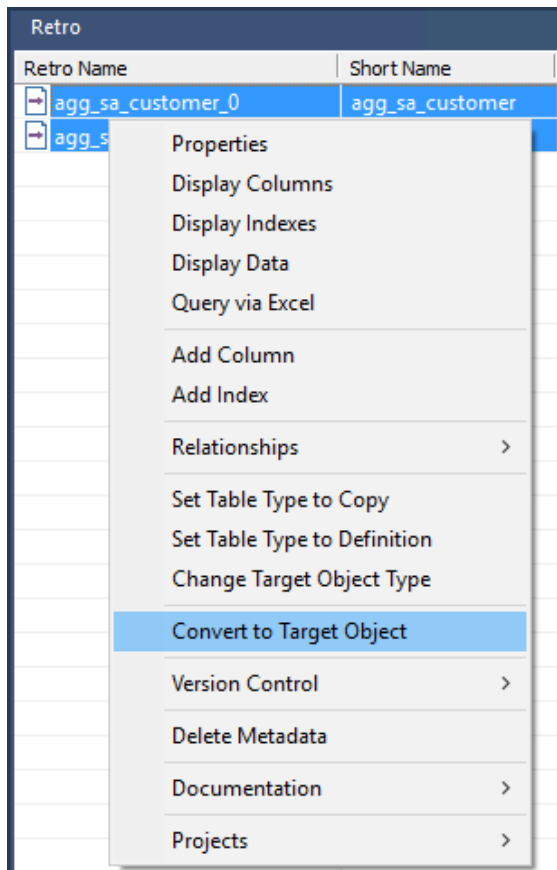 Retro
Retro Name Short Name
agg_sa_customer_0 agg_sa_customer
agg_s
Properties
Display Columns
Display Indexes
Display Data
Query via Excel
Add Column
Add Index
Relationships
Set Table Type to Copy
Set Table Type to Definition
Change Target Object Type
Convert to Target Object
Version Control
Delete Metadata
Documentation
Projects